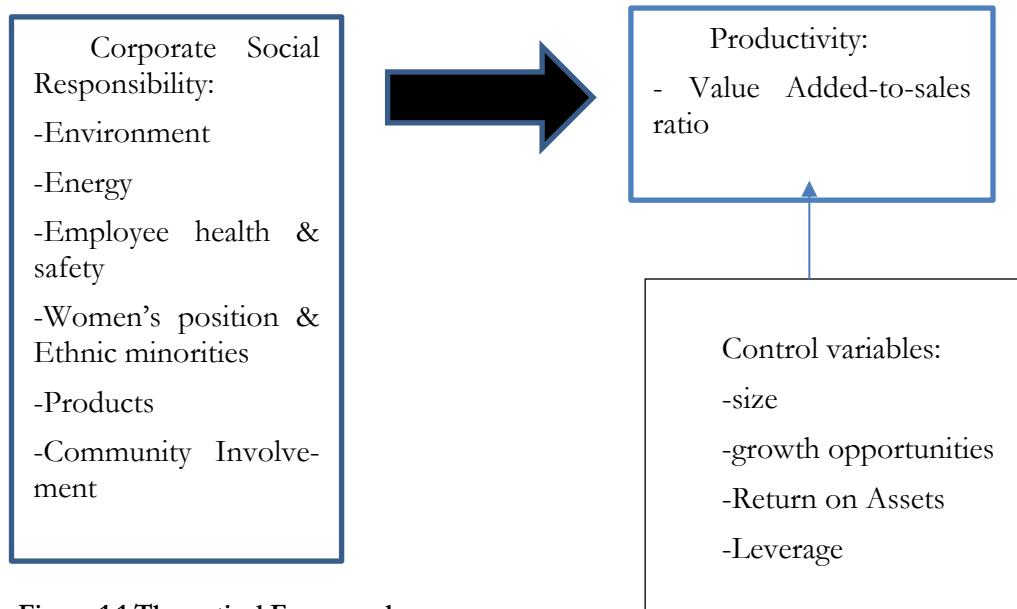 Corporate Social
Responsibility:
-Environment
-Energy
-Employee health &
safety
-Women's position &
Ethnic minorities
-Products
-Community Involve-
ment
Productivity:
- Value Added-to-sales
ratio
Control variables:
-size
-growth opportunities
-Return on Assets
-Leverage